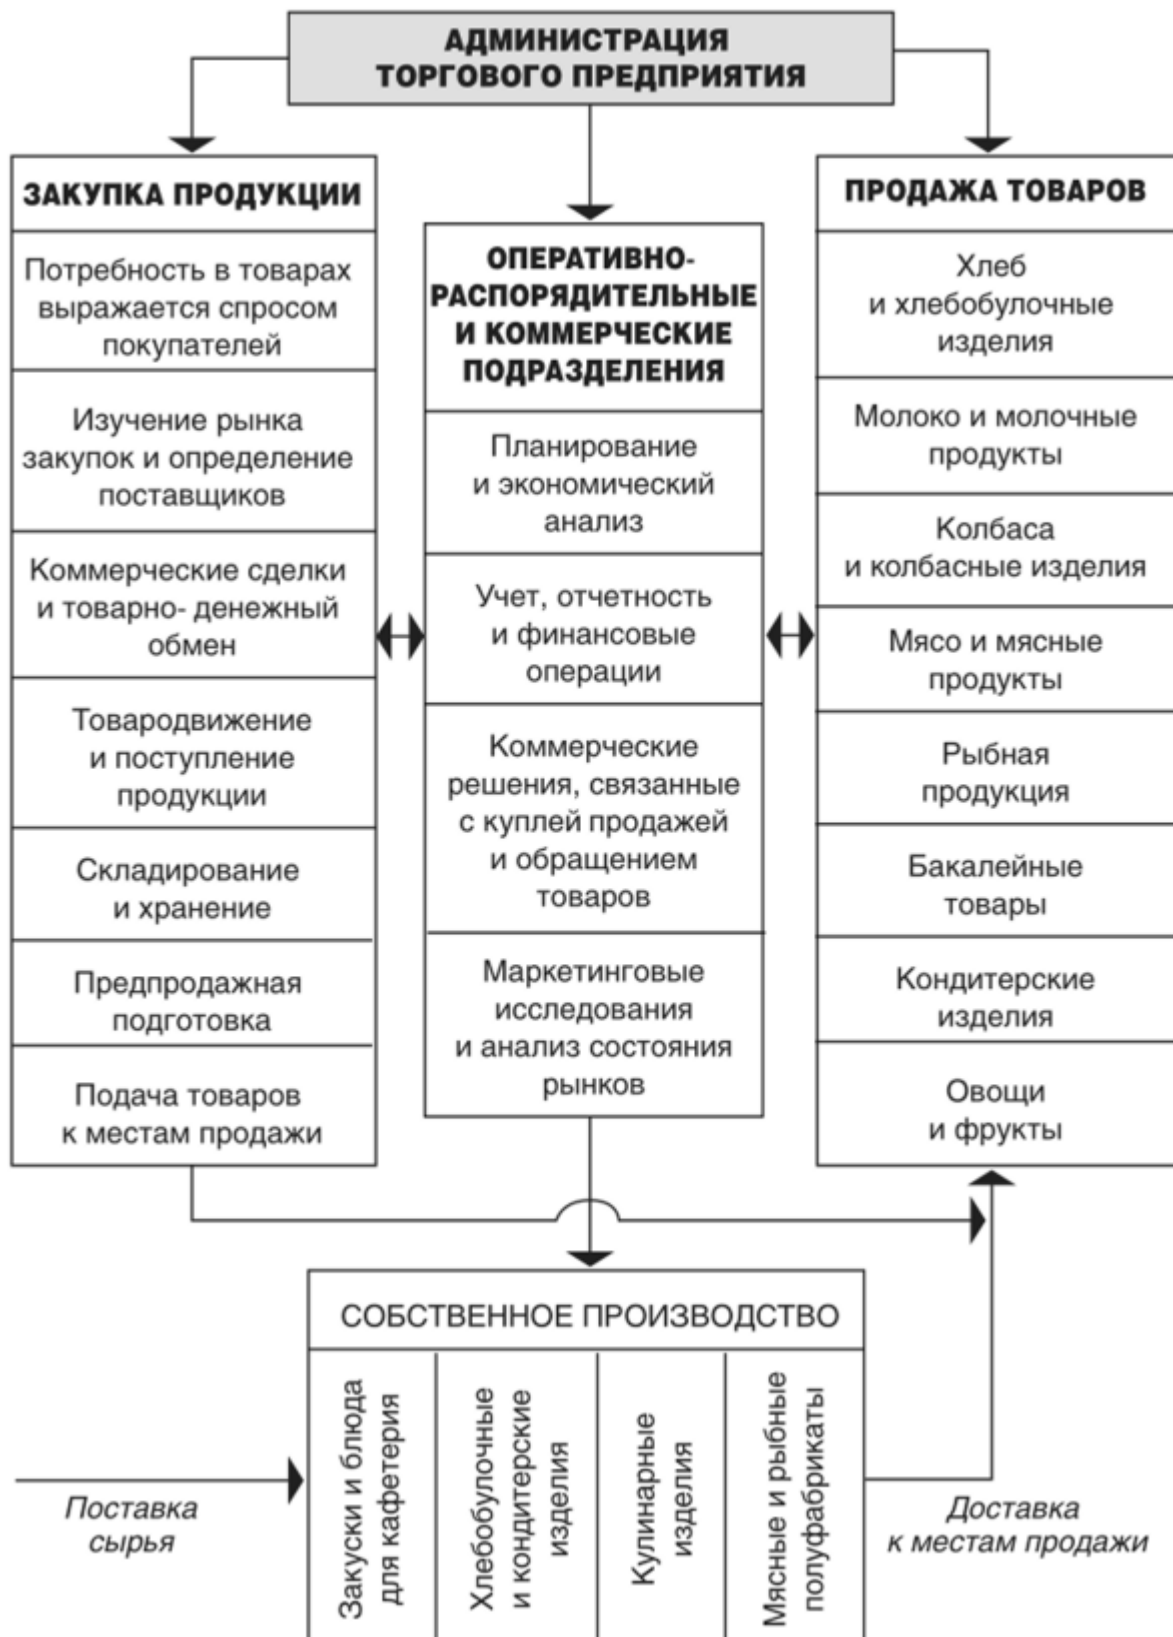 АДМИНИСТРАЦИЯ
ТОРГОВОГО ПРЕДПРИЯТИЯ
ЗАКУПКА ПРОДУКЦИИ
Потребность в товарах
выражается спросом
покупателей
Изучение рынка
закупок и определение
поставщиков
Коммерческие сделки
и товарно- денежный
обмен
Товародвижение
и поступление
продукции
Складирование
и хранение
Предпродажная
подготовка
Подача товаров
к местам продажи
ОПЕРАТИВНО-
РАСПОРЯДИТЕЛЬНЫЕ
И КОММЕРЧЕСКИЕ
ПОДРАЗДЕЛЕНИЯ
Планирование
и экономический
анализ
Учет, отчетность
и финансовые
операции
Коммерческие
решения, связанные
с куплей продажей
и обращением
товаров
Маркетинговые
исследования
и анализ состояния
рынков
ПРОДАЖА ТОВАРОВ
Хлеб
и хлебобулочные
изделия
Молоко и молочные
продукты
Колбаса
и колбасные изделия
Мясо и мясные
продукты
Рыбная
продукция
Бакалейные
товары
Кондитерские
изделия
Овощи
и фрукты
СОБСТВЕННОЕ ПРОИЗВОДСТВО
Поставка
сырья
Закуски и блюда
для кафетерия
Хлебобулочные
и кондитерские
изделия
Кулинарные
изделия
Мясные и рыбные
полуфабрикаты
Доставка
к местам продажи